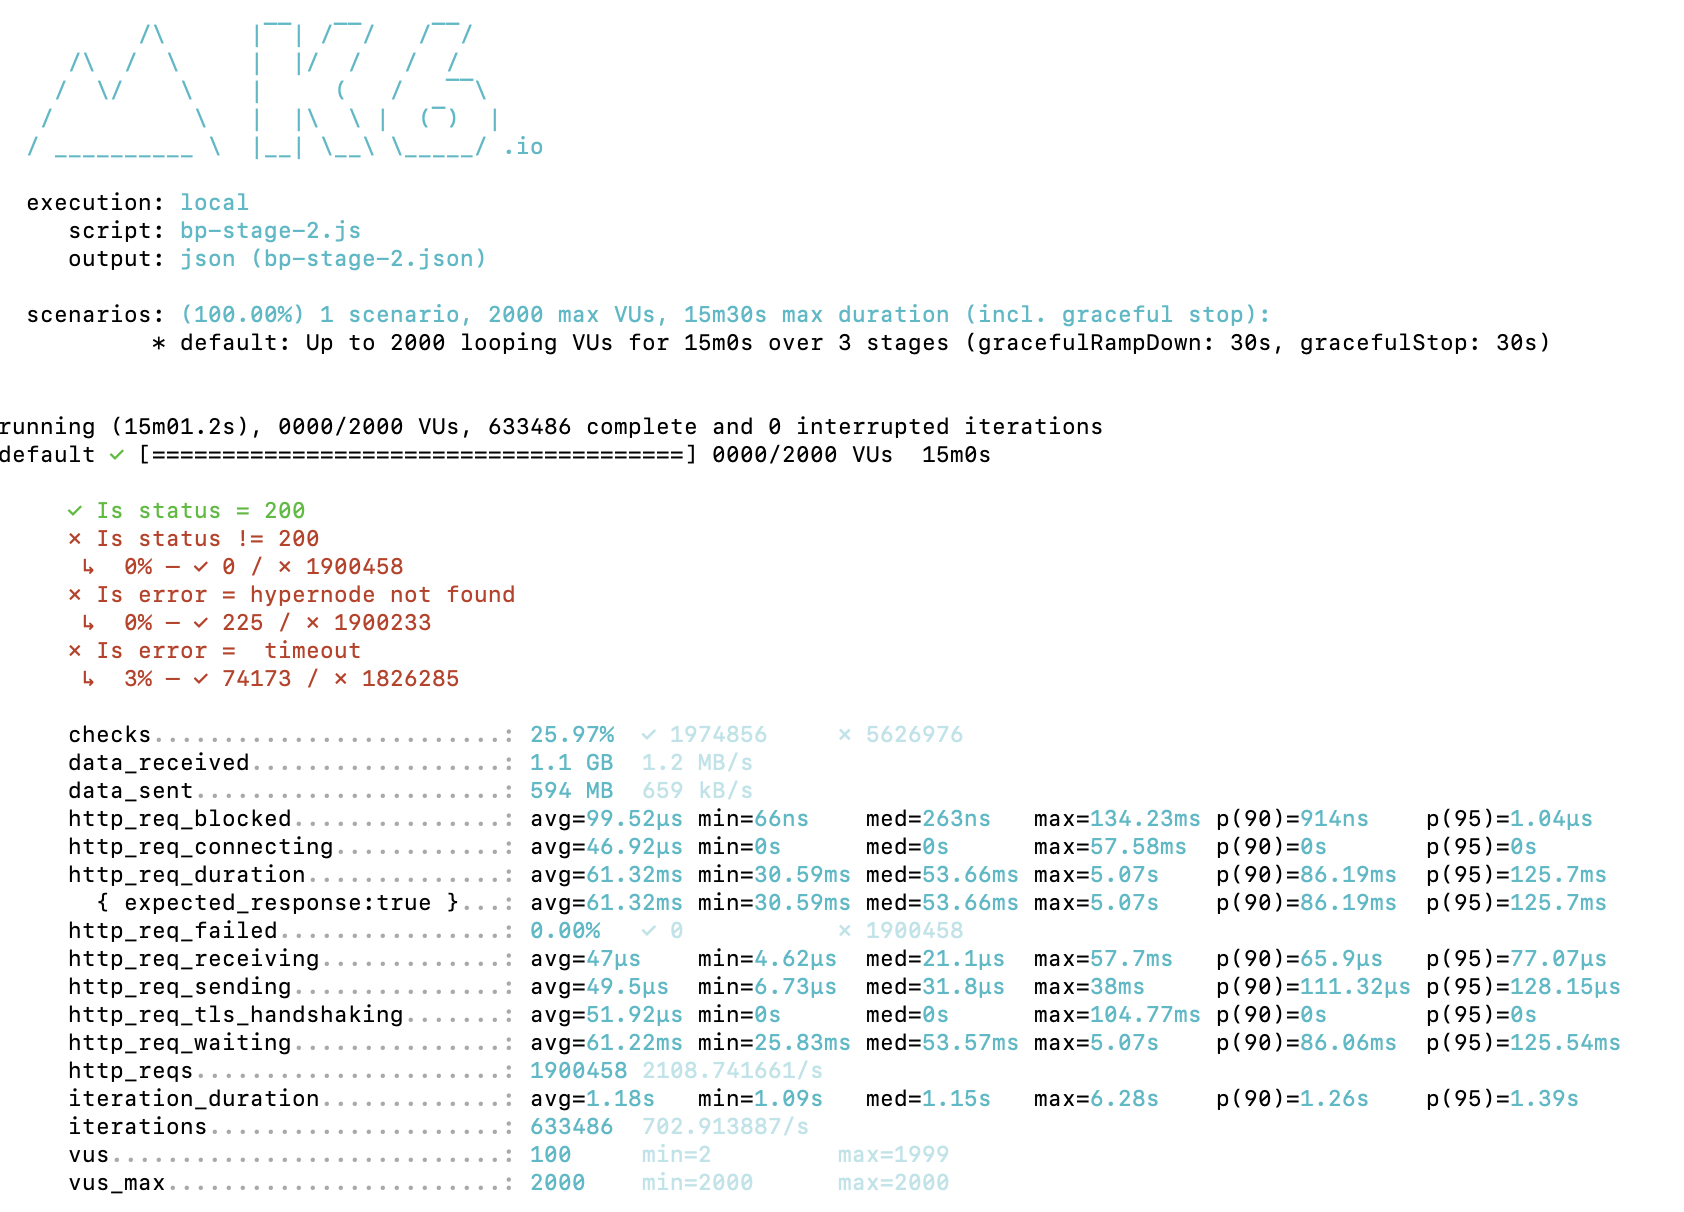 /\      |‾‾| /‾‾/   /‾‾/
    /\  /  \     |  |/  /   /  /
   /  \/    \    |     (   /   ‾‾\
  /          \   |  |\  \ |  (‾)  |
 / __________ \  |__| \__\ \_____/ .io
execution: local
script: bp-stage-2.js
output: json (bp-stage-2.json)
scenarios: (100.00%) 1 scenario, 2000 max VUs, 15m30s max duration (incl. graceful stop):
* default: Up to 2000 looping VUs for 15m0s over 3 stages (gracefulRampDown: 30s, gracefulStop: 30s)
running (15m01.2s), 0000/2000 VUs, 633486 complete and 0 interrupted iterations
default ✓ [======================================] 0000/2000 VUs  15m0s
✓ Is status = 200
✗ Is status != 200
↳  0% — ✓ 0 / ✗ 1900458
✗ Is error = hypernode not found
↳  0% — ✓ 225 / ✗ 1900233
✗ Is error =  timeout
↳  3% — ✓ 74173 / ✗ 1826285
checks.........................: 25.97%  ✓ 1974856     ✗ 5626976
data_received..................: 1.1 GB  1.2 MB/s
data_sent......................: 594 MB  659 kB/s
http_req_blocked...............: avg=99.52µs min=66ns    med=263ns   max=134.23ms p(90)=914ns    p(95)=1.04µs
http_req_connecting............: avg=46.92µs min=0s      med=0s      max=57.58ms  p(90)=0s       p(95)=0s
http_req_duration..............: avg=61.32ms min=30.59ms med=53.66ms max=5.07s    p(90)=86.19ms  p(95)=125.7ms
{ expected_response:true }...: avg=61.32ms min=30.59ms med=53.66ms max=5.07s    p(90)=86.19ms  p(95)=125.7ms
http_req_failed................: 0.00%   ✓ 0           ✗ 1900458
http_req_receiving.............: avg=47µs    min=4.62µs  med=21.1µs  max=57.7ms   p(90)=65.9µs   p(95)=77.07µs
http_req_sending...............: avg=49.5µs  min=6.73µs  med=31.8µs  max=38ms     p(90)=111.32µs p(95)=128.15µs
http_req_tls_handshaking.......: avg=51.92µs min=0s      med=0s      max=104.77ms p(90)=0s       p(95)=0s
http_req_waiting...............: avg=61.22ms min=25.83ms med=53.57ms max=5.07s    p(90)=86.06ms  p(95)=125.54ms
http_reqs......................: 1900458 2108.741661/s
iteration_duration.............: avg=1.18s   min=1.09s   med=1.15s   max=6.28s    p(90)=1.26s    p(95)=1.39s
iterations.....................: 633486  702.913887/s
vus............................: 100     min=2         max=1999
vus_max........................: 2000    min=2000      max=2000